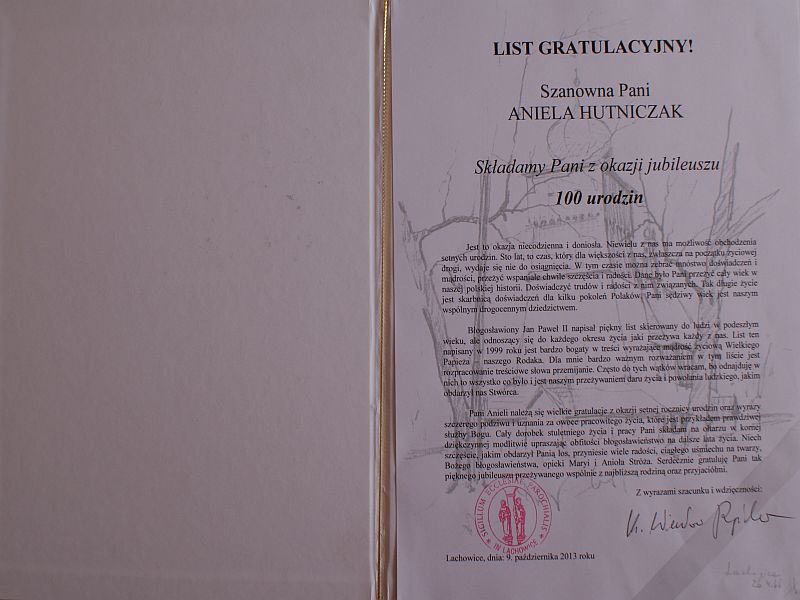 LIST GRATULACYJNY!
Szanowna Pani
ANIELA HUTNICZAK
Składamy Pani z okazji jubileuszu
100 urodzin
Jest to okazja niecodzienna i doniosła. Niewielu z nas ma możliwość obchodzenia
setnych urodzin. Sto lat, to czas, który dla większości z nas, zwłaszcza na początku życiowej
drogi, wydaje się nie do osiągnięcia. W tym czasie można zebrać mnóstwo doświadczeń i
mądrości, przeżyć wspaniałe chwile szczęścia i radości. Dane było Pani przeżyć cały wiek w
naszej polskiej historii. Doświadczyć trudów i radości z nim związanych. Tak długie życie
jest skarbnicą doświadczeń dla kilku pokoleń Polaków, Pani sędziwy wiek jest naszym
wspólnym drogocennym dziedzictwem.
Błogosławiony Jan Paweł II napisał piękny list skierowany do ludzi w podeszłym
wieku, ale odnoszący się do każdego okresu życia jaki przeżywa każdy z nas. List ten
napisany w 1999 roku jest bardzo bogaty w treści wyrażające mądrość życiową Wielkiego
Papieża – naszego Rodaka. Dla mnie bardzo ważnym rozważaniem w tym liście jest
rozpracowanie treściowe słowa przemijanie. Często do tych wątków wracam, bo odnajduję w
nich to wszystko co było i jest naszym przeżywaniem daru życia i powołania ludzkiego, jakim
obdarzył nas Stwórca.
Pani Anieli należą się wielkie gratulacje z okazji setnej rocznicy urodzin oraz wyrazy
szczerego podziwu i uznania za owoce pracowitego życia, które jest przykładem prawdziwej
służby Bogu. Cały dorobek stuletniego życia i pracy Pani składam na ołtarzu w kornej
dziękczynnej modlitwie upraszając obfitości błogosławieństwo na dalsze lata życia. Niech
szczęście, jakim obdarzył Panią los, przyniesie wiele radości, ciągłego uśmiechu na twarzy,
Bożego błogosławieństwa, opieki Maryi i Anioła Stróża. Serdecznie gratuluję Pani tak
pięknego jubileuszu przeżywanego wspólnie z najbliższą rodziną oraz przyjaciółmi.
Z wyrazami szacunku i wdzięczności:
SIGILIUM ECCLESIAE PAROCHIALIS
IN LACHOWICE
Lachowice, dnia: 9. października 2013 roku